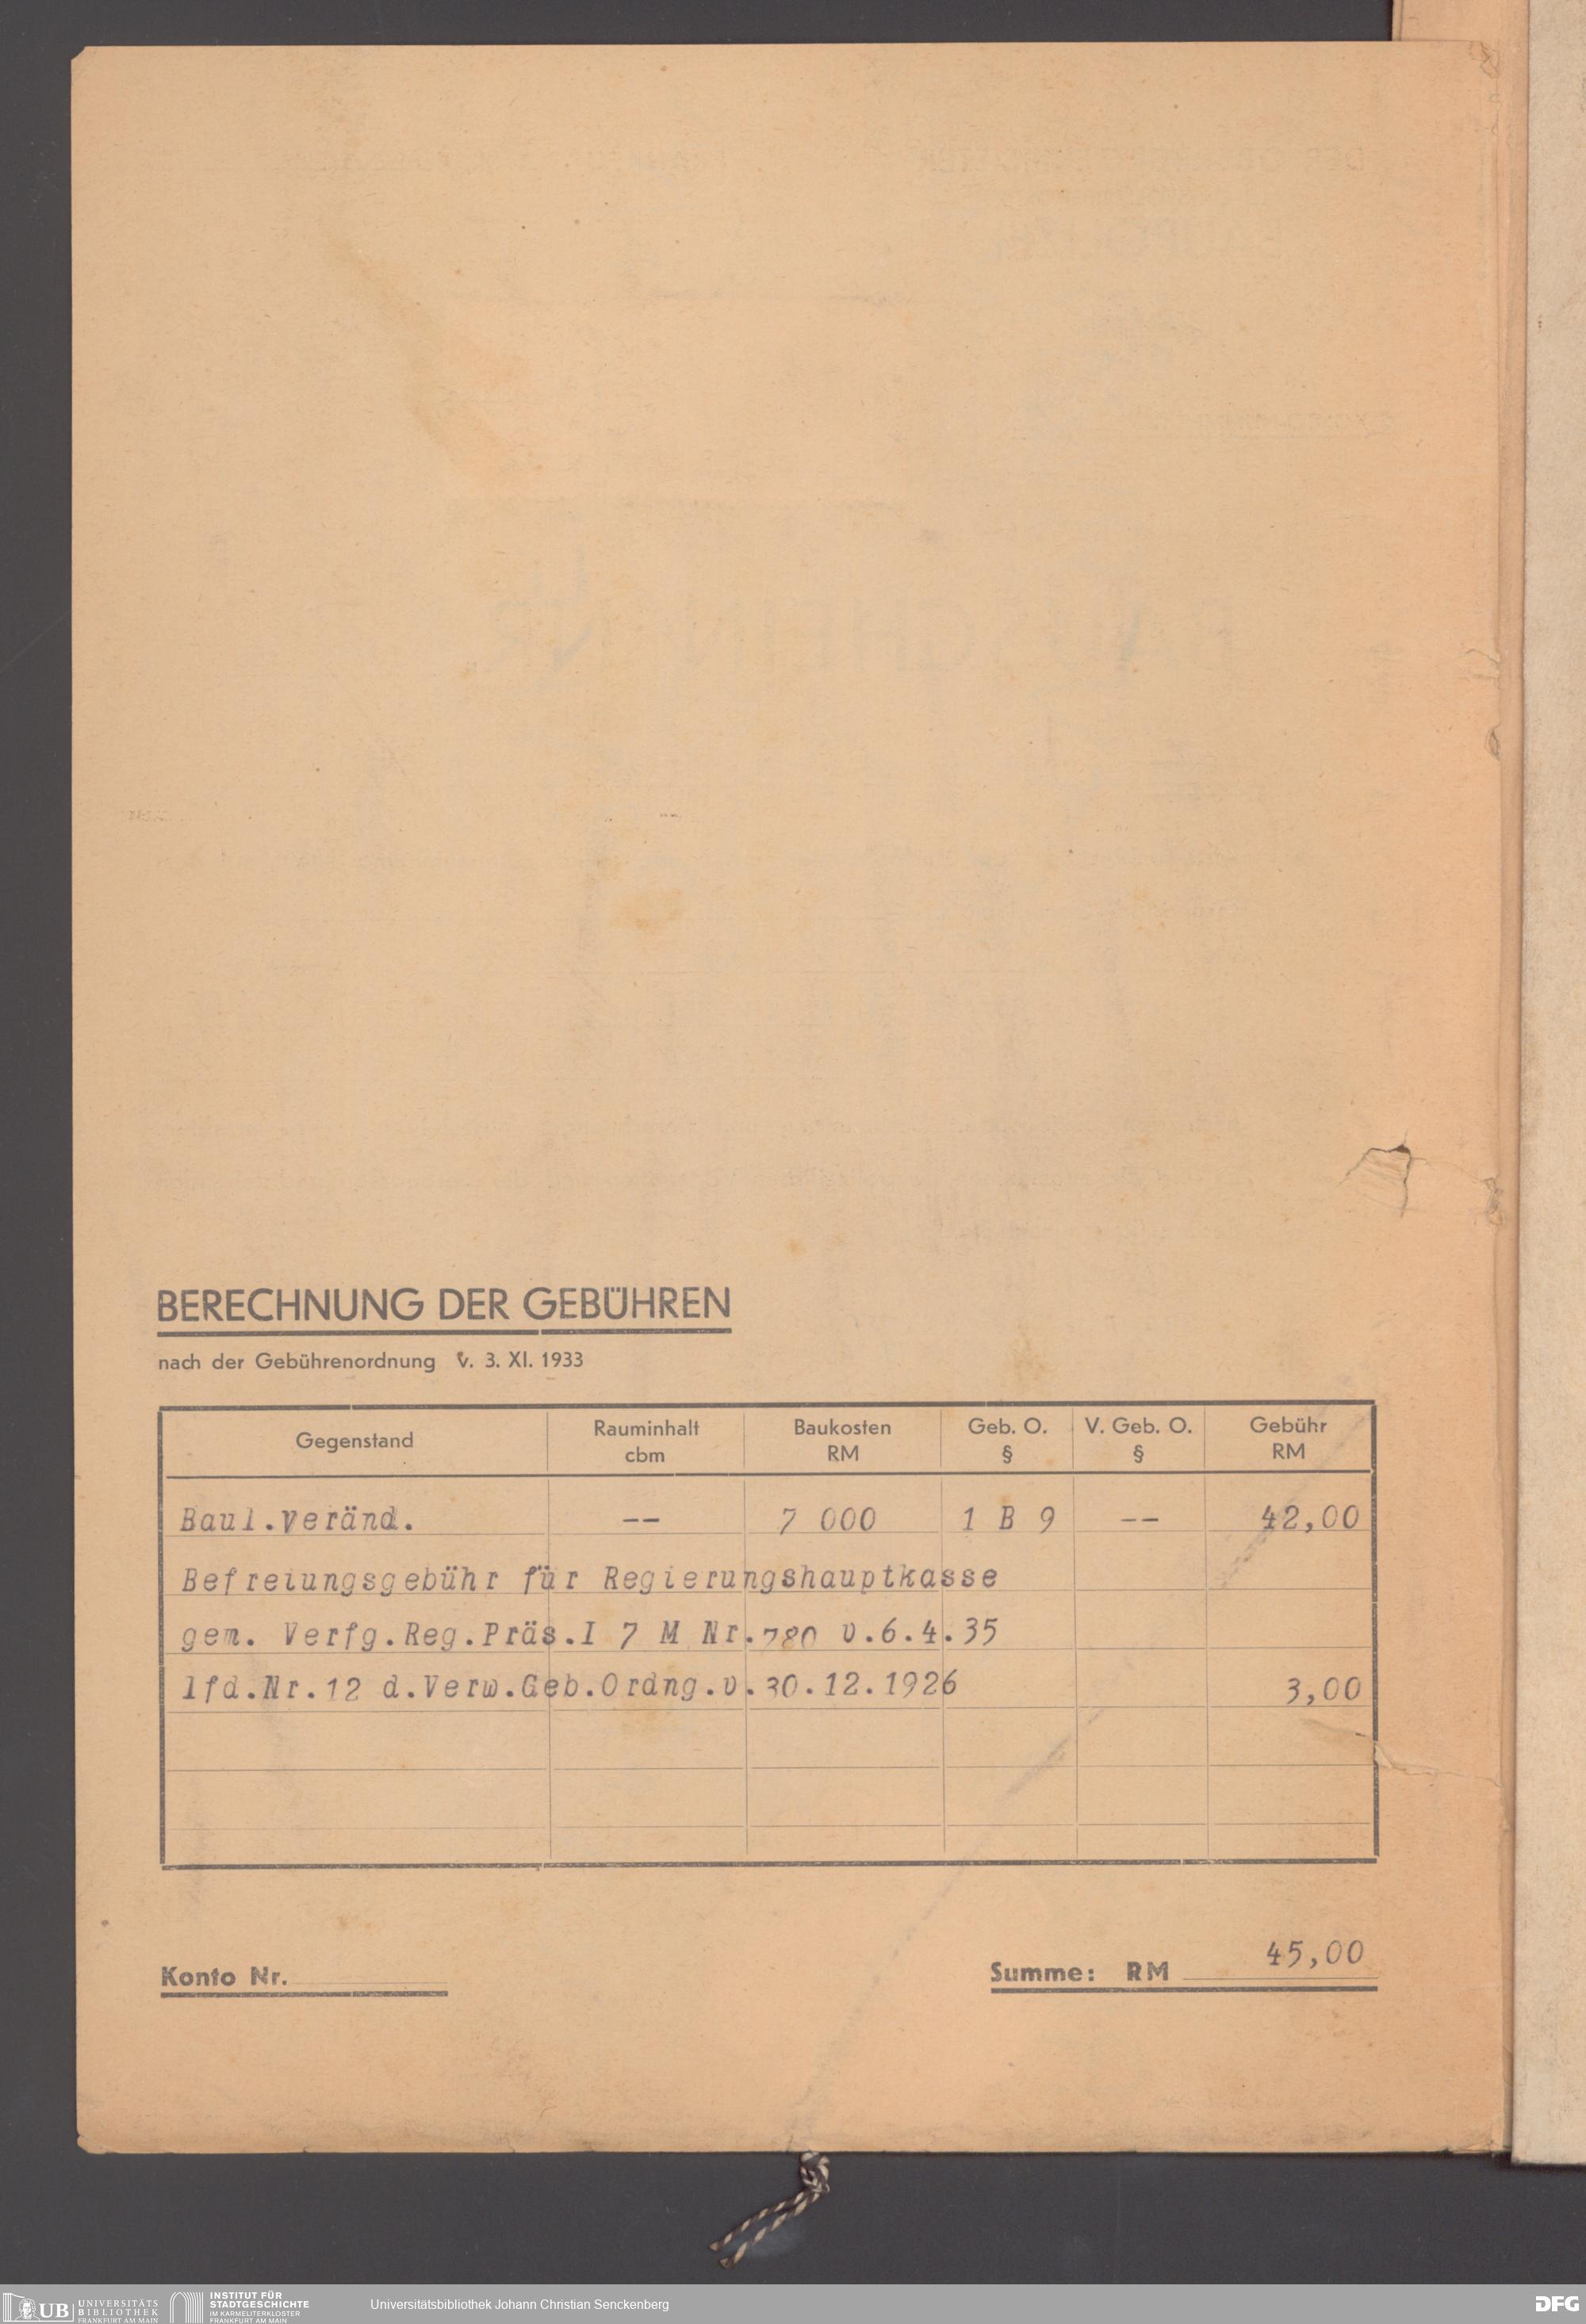 BERECHNUNG DER GEBÜHREN
nach der Gebührenordnung v. 3. XI. 1933
Gegenstand Rauminhalt cbm Baukosten RM Geb. O. § V. Geb. O. § Gebühr RM
Baul.Veränd. -- 7 000 1 B 9 -- 42,00
Befreiungsgebühr für Regierungshauptkasse
gem. Verfg.Reg.Präs.I 7 M Nr.780 v.6.4.35
lfd.Nr.12 d.Verw.Geb.Ordng.v.30.12.1926 3,00
Konto Nr. Summe: RM 45,00
UB UNIVERSITÄTS BIBLIOTHEK FRANKFURT AM MAIN
INSTITUT FÜR STADTGESCHICHTE IM KARMELITERKLOSTER FRANKFURT AM MAIN
Universitätsbibliothek Johann Christian Senckenberg
DFG